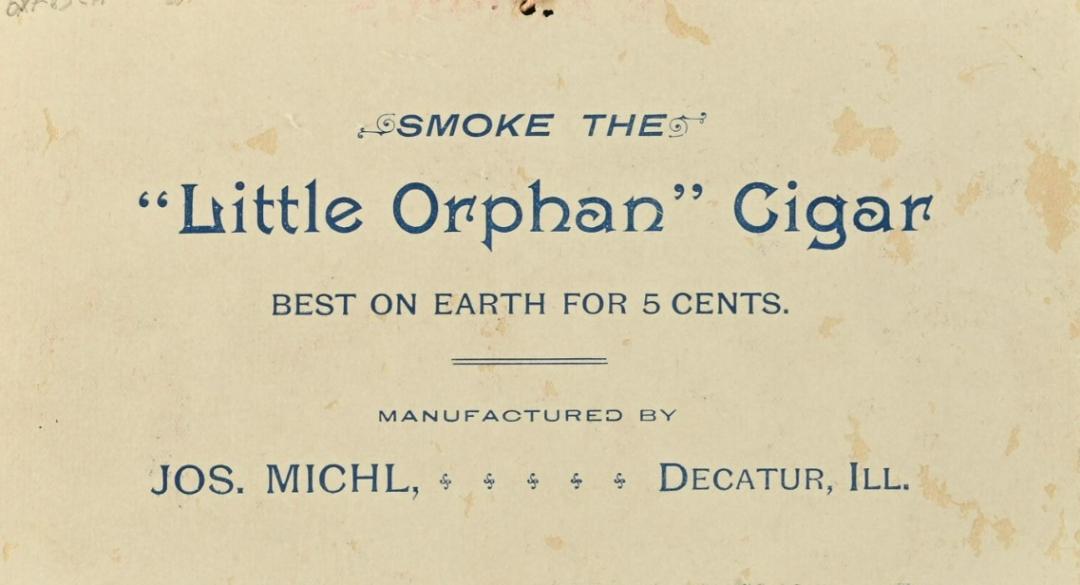 SMOKE THE
“Little Orphan” Cigar
BEST ON EARTH FOR 5 CENTS.
MANUFACTURED BY
JOS. MICHL, DECATUR, ILL.